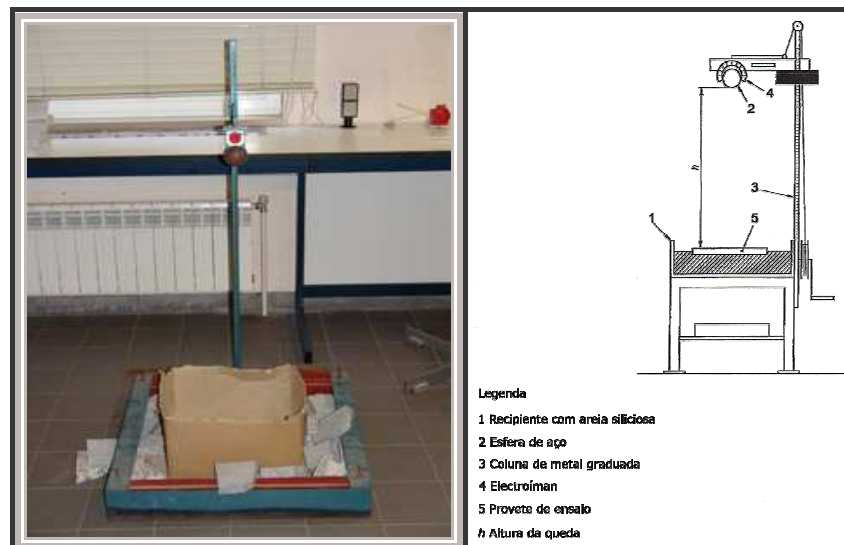 4
2
h
3
1
5
Legenda
1 Recipiente com areia siliciosa
2 Esfera de aço
3 Coluna de metal graduada
4 Electroíman
5 Provete de ensaio
h Altura da queda